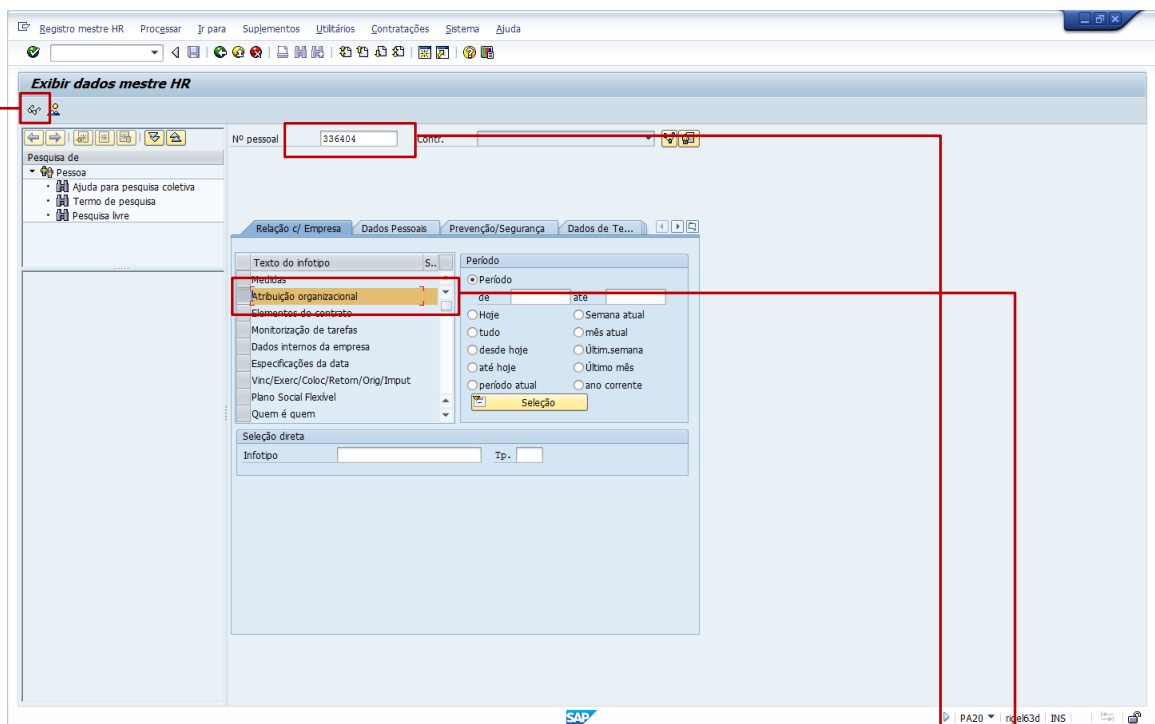 Registro mestre HR Processar Ir para Suplementos Utilitários Contratações Sistema Ajuda
Exibir dados mestre HR
Nº pessoal 336404 Contr.
Pesquisa de
Pessoa
Ajuda para pesquisa coletiva
Termo de pesquisa
Pesquisa livre
Relação c/ Empresa Dados Pessoais Prevenção/Segurança Dados de Te...
Texto do infotipo S..
Medidas
Atribuição organizacional
Elementos do contrato
Monitorização de tarefas
Dados internos da empresa
Especificações da data
Vinc/Exerc/Coloc/Retorn/Orig/Imput
Plano Social Flexível
Quem é quem
Período
Período
de até
Hoje Semana atual
tudo mês atual
desde hoje Últim.semana
até hoje Último mês
período atual ano corrente
Seleção
Seleção direta
Infotipo Tp.
SAP
PA20 rigel63d INS